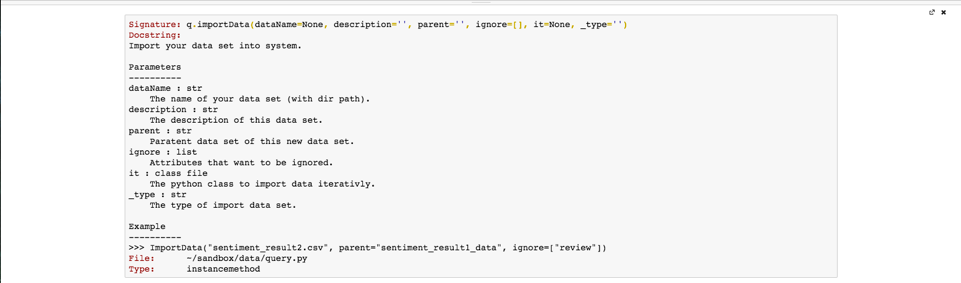 Signature: q.importData(dataName=None, description='', parent='', ignore=[], it=None, _type='')
Docstring:
Import your data set into system.

Parameters
----------
dataName : str
    The name of your data set (with dir path).
description : str
    The description of this data set.
parent : str
    Paratent data set of this new data set.
ignore : list
    Attributes that want to be ignored.
it : class file
    The python class to import data iterativly.
_type : str
    The type of import data set.

Example
----------
>>> ImportData("sentiment_result2.csv", parent="sentiment_result1_data", ignore=["review"])
File:      ~/sandbox/data/query.py
Type:      instancemethod